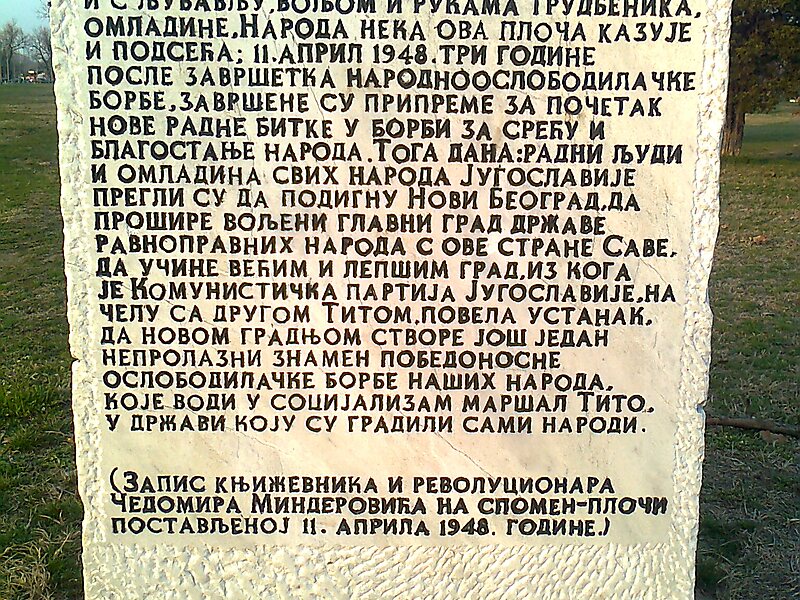 И С ЉУБАВЉУ, ВОЉОМ И РУКАМА ТРУДБЕНИКА,
ОМЛАДИНЕ, НАРОДА НЕКА ОВА ПЛОЧА КАЗУЈЕ
И ПОДСЕЋА; 11. АПРИЛ 1948. ТРИ ГОДИНЕ
ПОСЛЕ ЗАВРШЕТКА НАРОДНООСЛОБОДИЛАЧКЕ
БОРБЕ, ЗАВРШЕНЕ СУ ПРИПРЕМЕ ЗА ПОЧЕТАК
НОВЕ РАДНЕ БИТКЕ У БОРБИ ЗА СРЕЋУ И
БЛАГОСТАЊЕ НАРОДА. ТОГА ДАНА: РАДНИ ЉУДИ
И ОМЛАДИНА СВИХ НАРОДА ЈУГОСЛАВИЈЕ
ПРЕГЛИ СУ ДА ПОДИГНУ НОВИ БЕОГРАД, ДА
ПРОШИРЕ ВОЉЕНИ ГЛАВНИ ГРАД ДРЖАВЕ
РАВНОПРАВНИХ НАРОДА С ОВЕ СТРАНЕ САВЕ,
ДА УЧИНЕ ВЕЋИМ И ЛЕПШИМ ГРАД, ИЗ КОГА
ЈЕ КОМУНИСТИЧКА ПАРТИЈА ЈУГОСЛАВИЈЕ, НА
ЧЕЛУ СА ДРУГОМ ТИТОМ, ПОВЕЛА УСТАНАК,
ДА НОВОМ ГРАДЊОМ СТВОРЕ ЈОШ ЈЕДАН
НЕПРОЛАЗНИ ЗНАМЕН ПОБЕДОНОСНЕ
ОСЛОБОДИЛАЧКЕ БОРБЕ НАШИХ НАРОДА,
КОЈЕ ВОДИ У СОЦИЈАЛИЗАМ МАРШАЛ ТИТО,
У ДРЖАВИ КОЈУ СУ ГРАДИЛИ САМИ НАРОДИ.
(ЗАПИС КЊИЖЕВНИКА И РЕВОЛУЦИОНАРА
ЧЕДОМИРА МИНДЕРОВИЋА НА СПОМЕН-ПЛОЧИ
ПОСТАВЉЕНОЈ 11. АПРИЛА 1948. ГОДИНЕ.)